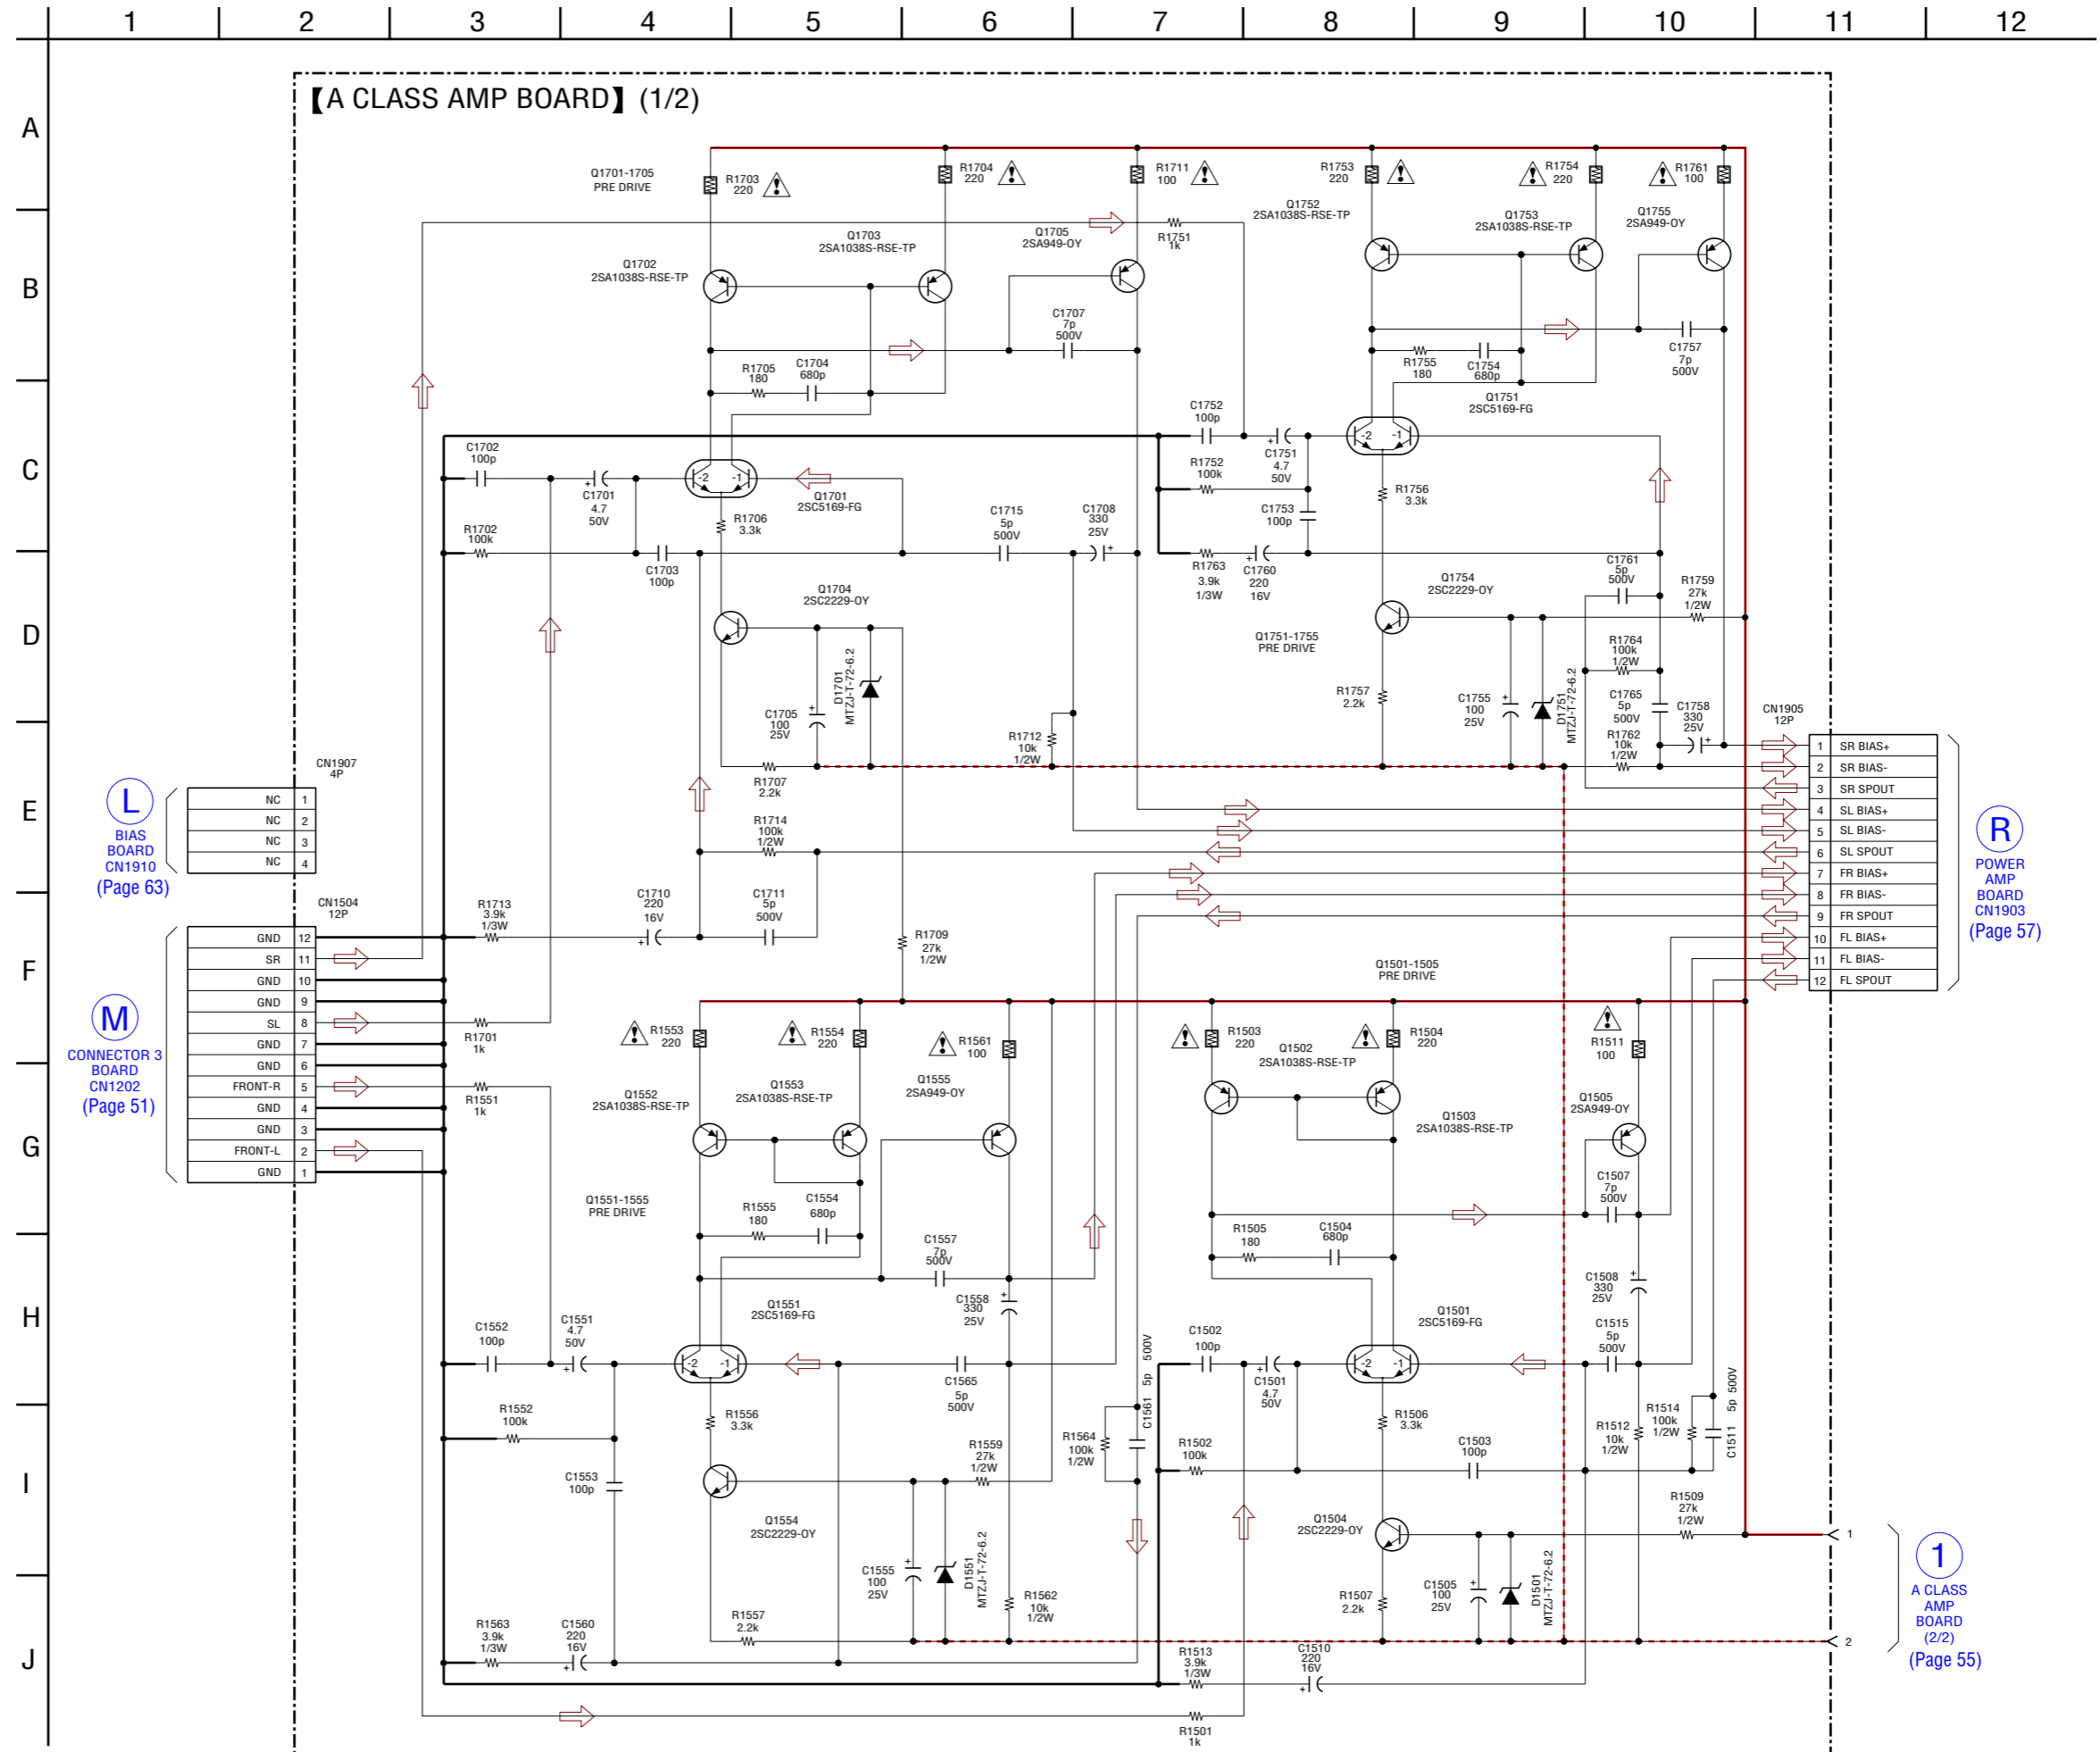 1 2 3 4 5 6 7 8 9 10 11 12
A
B
C
D
E
F
G
H
I
J
【A CLASS AMP BOARD】 (1/2)
Q1701-1705
PRE DRIVE
R1703
220
R1704
220
R1711
100
R1753
220
R1754
220
R1761
100
Q1702
2SA1038S-RSE-TP
Q1703
2SA1038S-RSE-TP
Q1705
2SA949-OY
R1751
1k
Q1752
2SA1038S-RSE-TP
Q1753
2SA1038S-RSE-TP
Q1755
2SA949-OY
C1707
7p
500V
R1705
180
C1704
680p
R1755
180
C1754
680p
C1757
7p
500V
Q1751
2SC5169-FG
C1702
100p
C1701
4.7
50V
-2 -1
Q1701
2SC5169-FG
C1752
100p
C1751
4.7
50V
-2 -1
R1752
100k
C1753
100p
R1756
3.3k
R1702
100k
C1703
100p
R1706
3.3k
C1715
5p
500V
C1708
330
25V
R1763
3.9k
1/3W
C1760
220
16V
Q1754
2SC2229-OY
C1761
5p
500V
R1759
27k
1/2W
Q1704
2SC2229-OY
Q1751-1755
PRE DRIVE
R1764
100k
1/2W
C1705
100
25V
D1701
MTZJ-T-72-6.2
R1712
10k
1/2W
R1757
2.2k
C1755
100
25V
D1751
MTZJ-T-72-6.2
C1765
5p
500V
C1758
330
25V
R1762
10k
1/2W
R1707
2.2k
R1714
100k
1/2W
CN1905
12P
1 SR BIAS+
2 SR BIAS-
3 SR SPOUT
4 SL BIAS+
5 SL BIAS-
6 SL SPOUT
7 FR BIAS+
8 FR BIAS-
9 FR SPOUT
10 FL BIAS+
11 FL BIAS-
12 FL SPOUT
R
POWER
AMP
BOARD
CN1903
(Page 57)
L
BIAS
BOARD
CN1910
(Page 63)
CN1907
4P
NC 1
NC 2
NC 3
NC 4
CN1504
12P
GND 12
SR 11
GND 10
GND 9
SL 8
GND 7
GND 6
FRONT-R 5
GND 4
GND 3
FRONT-L 2
GND 1
M
CONNECTOR 3
BOARD
CN1202
(Page 51)
R1713
3.9k
1/3W
C1710
220
16V
C1711
5p
500V
R1709
27k
1/2W
R1701
1k
R1551
1k
Q1501-1505
PRE DRIVE
R1553
220
R1554
220
R1561
100
R1503
220
Q1502
2SA1038S-RSE-TP
R1504
220
R1511
100
Q1552
2SA1038S-RSE-TP
Q1553
2SA1038S-RSE-TP
Q1555
2SA949-OY
Q1503
2SA1038S-RSE-TP
Q1505
2SA949-OY
Q1551-1555
PRE DRIVE
R1555
180
C1554
680p
C1557
7p
500V
R1505
180
C1504
680p
C1507
7p
500V
C1508
330
25V
C1552
100p
C1551
4.7
50V
Q1551
2SC5169-FG
-2 -1
C1558
330
25V
C1565
5p
500V
C1502
100p
C1501
4.7
50V
Q1501
2SC5169-FG
-2 -1
C1515
5p
500V
C1561 5p 500V
R1552
100k
C1553
100p
R1556
3.3k
R1559
27k
1/2W
R1564
100k
1/2W
R1502
100k
R1506
3.3k
C1503
100p
R1512
10k
1/2W
R1514
100k
1/2W
C1511 5p 500V
Q1554
2SC2229-OY
Q1504
2SC2229-OY
R1509
27k
1/2W
C1555
100
25V
D1551
MTZJ-T-72-6.2
R1562
10k
1/2W
R1507
2.2k
C1505
100
25V
D1501
MTZJ-T-72-6.2
R1563
3.9k
1/3W
C1560
220
16V
R1557
2.2k
R1513
3.9k
1/3W
C1510
220
16V
R1501
1k
1
2
1
A CLASS
AMP
BOARD
(2/2)
(Page 55)